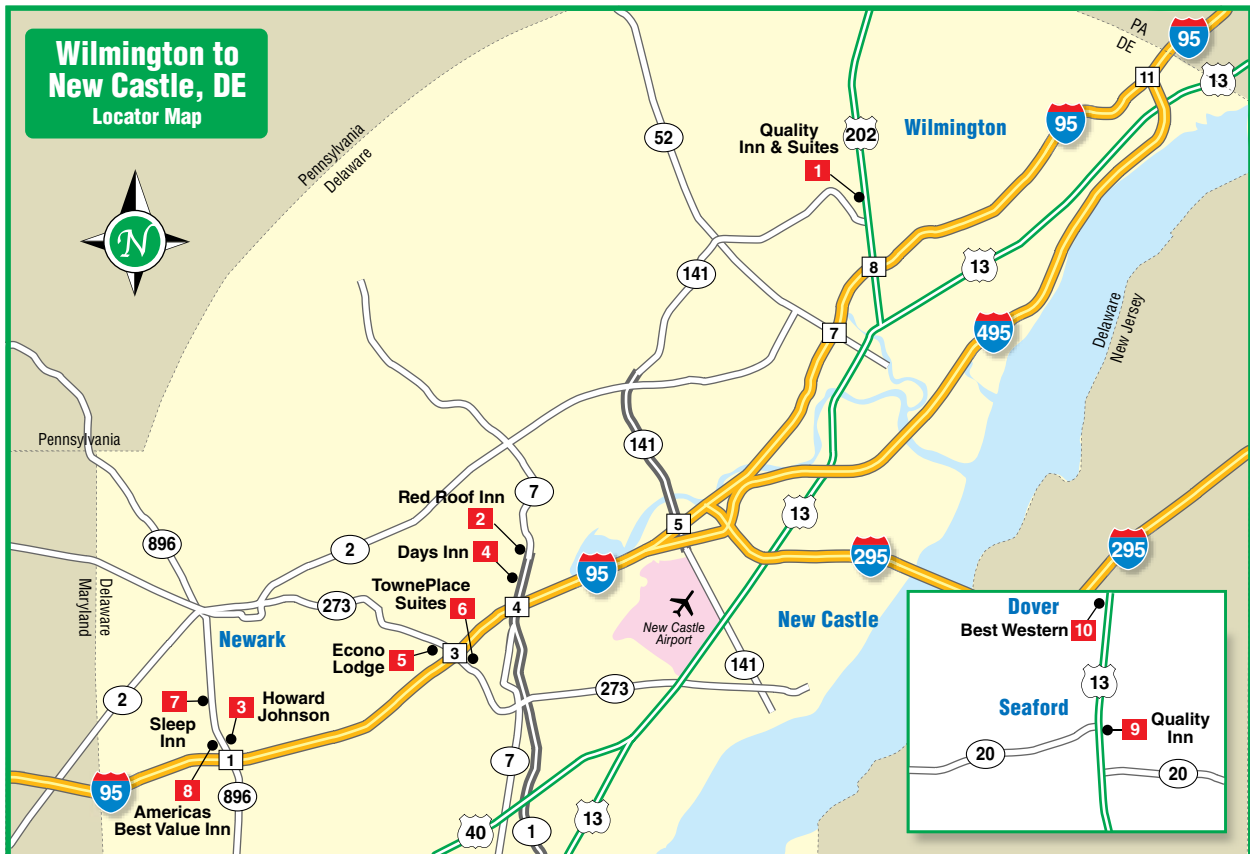 Wilmington to
New Castle, DE
Locator Map
N
Pennsylvania
Delaware
PA
DE
95
11
13
95
Wilmington
202
52
Quality
Inn & Suites
1
8
13
141
7
495
Delaware
New Jersey
Pennsylvania
141
7
Red Roof Inn
2
13
5
896
2
Days Inn
4
95
295
295
TownePlace
Suites
6
4
New Castle
Airport
New Castle
Delaware
Maryland
273
Newark
Econo
Lodge
5
3
141
273
2
7
Sleep
Inn
3
Howard
Johnson
1
7
95
8
Americas
Best Value Inn
896
40
1
13
Dover
Best Western
10
13
Seaford
9
Quality
Inn
20
20